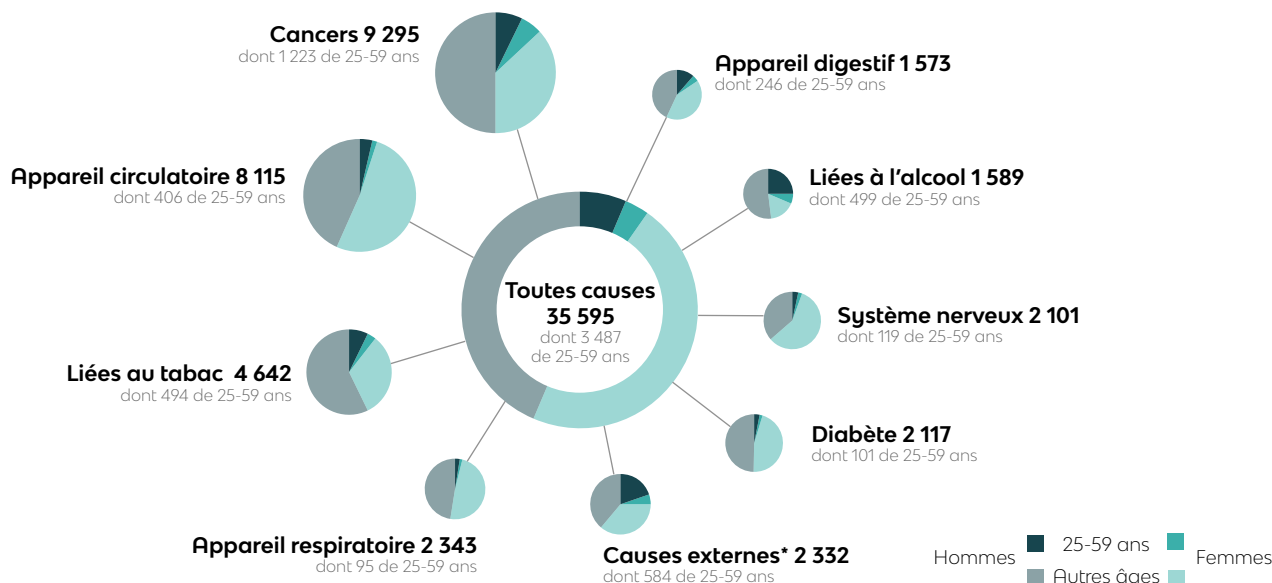 Cancers 9 295
dont 1 223 de 25-59 ans
Appareil digestif 1 573
dont 246 de 25-59 ans
Appareil circulatoire 8 115
dont 406 de 25-59 ans
Liées à l'alcool 1 589
dont 499 de 25-59 ans
Toutes causes
35 595
dont 3 487
de 25-59 ans
Système nerveux 2 101
dont 119 de 25-59 ans
Liées au tabac 4 642
dont 494 de 25-59 ans
Diabète 2 117
dont 101 de 25-59 ans
Appareil respiratoire 2 343
dont 95 de 25-59 ans
Causes externes* 2 332
dont 584 de 25-59 ans
Hommes 25-59 ans Femmes
Autres âges